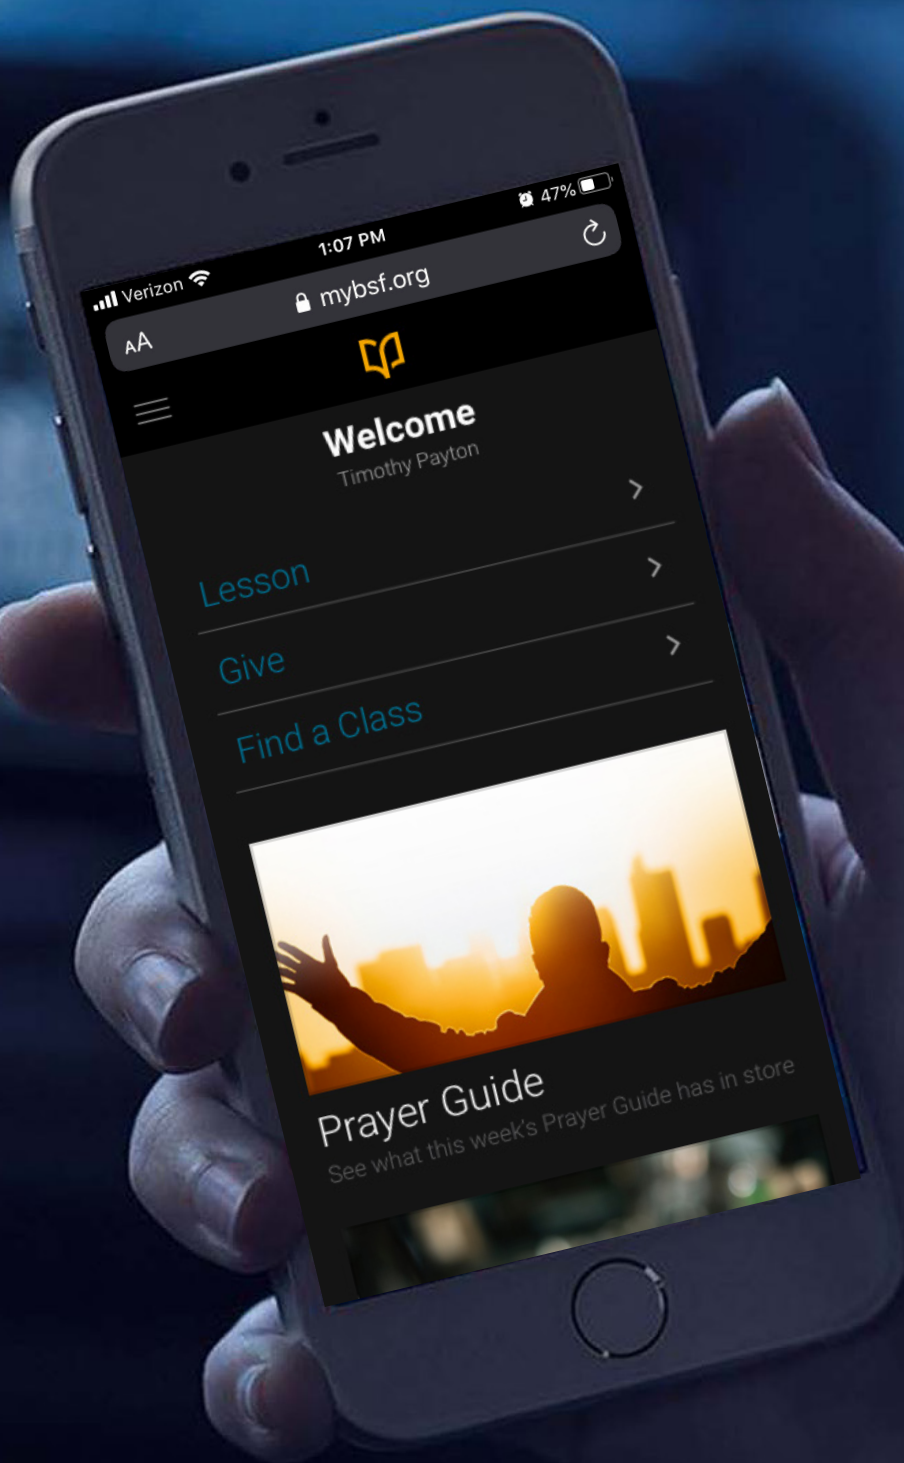 Verizon 1:07 PM 47%
AA mybsf.org
Welcome
Timothy Payton
Lesson
Give
Find a Class
Prayer Guide
See what this week's Prayer Guide has in store